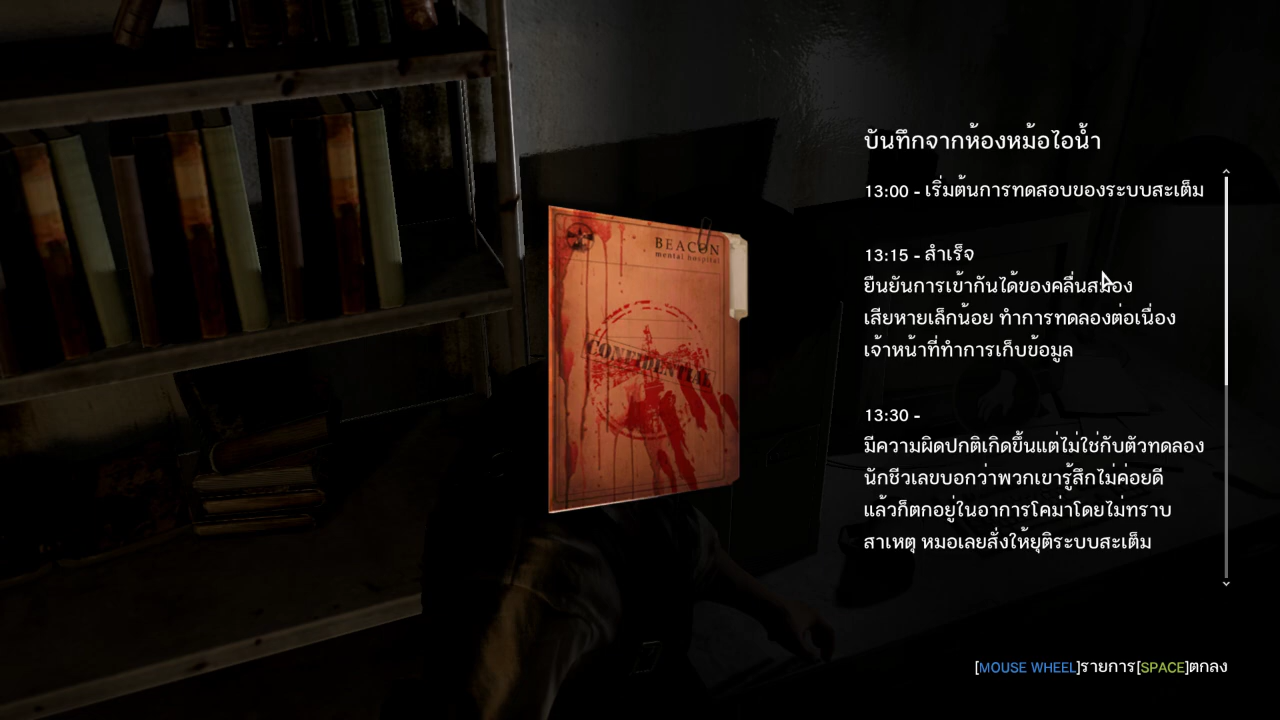 BEACON
mental hospital
CONFIDENTIAL
บันทึกจากห้องหม้อไอน้ำ
13:00 - เริ่มต้นการทดสอบของระบบสะเต็ม
13:15 - สำเร็จ
ยืนยันการเข้ากันได้ของคลื่นสมอง
เสียหายเล็กน้อย ทำการทดลองต่อเนื่อง
เจ้าหน้าที่ทำการเก็บข้อมูล
13:30 -
มีความผิดปกติเกิดขึ้นแต่ไม่ใช่กับตัวทดลอง
นักชีวเลขบอกว่าพวกเขารู้สึกไม่ค่อยดี
แล้วก็ตกอยู่ในอาการโคม่าโดยไม่ทราบ
สาเหตุ หมอเลยสั่งให้ยุติระบบสะเต็ม
[MOUSE WHEEL]รายการ[SPACE]ตกลง